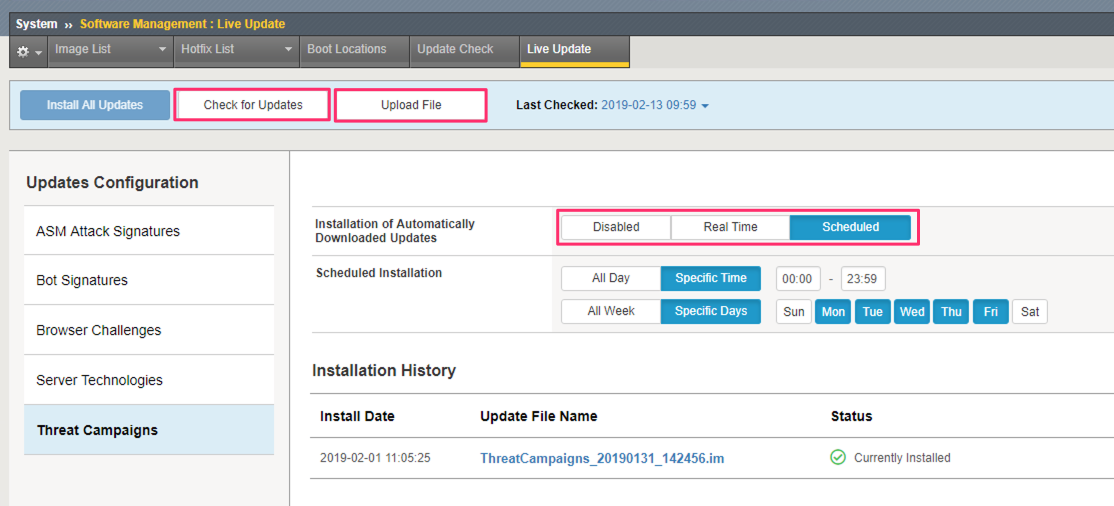 System ›› Software Management : Live Update
Image List Hotfix List Boot Locations Update Check Live Update
Install All Updates Check for Updates Upload File Last Checked: 2019-02-13 09:59
Updates Configuration
ASM Attack Signatures
Bot Signatures
Browser Challenges
Server Technologies
Threat Campaigns
Installation of Automatically
Downloaded Updates
Disabled Real Time Scheduled
Scheduled Installation
All Day Specific Time 00:00 - 23:59
All Week Specific Days Sun Mon Tue Wed Thu Fri Sat
Installation History
Install Date Update File Name Status
2019-02-01 11:05:25 ThreatCampaigns_20190131_142456.im Currently Installed